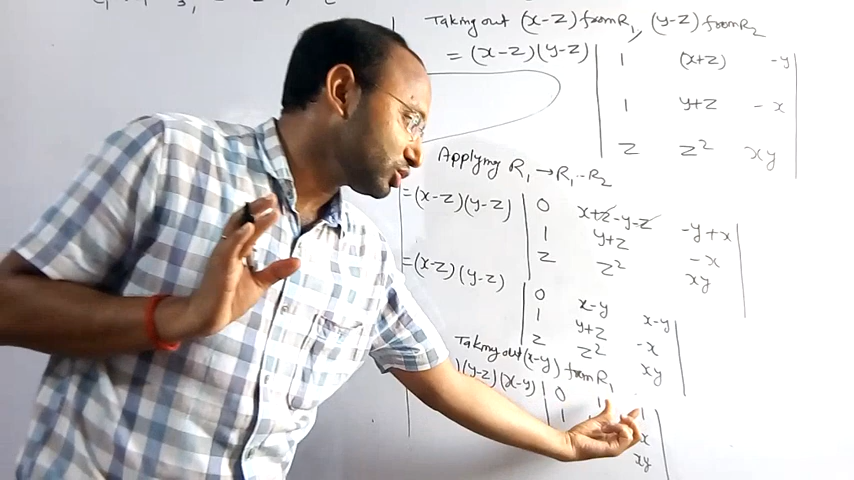 Taking out (x-z) from R₁, (y-z) from R₂
= (x-z)(y-z) | 1 (x+z) -y |
1 y+z -x
z z² xy
Applying R₁ → R₁-R₂
= (x-z)(y-z) | 0 x+z-y-z -y+x |
1 y+z -x
z z² xy
= (x-z)(y-z) | 0 x-y x-y |
1 y+z -x
z z² xy
Taking out (x-y) from R₁
)(y-z)(x-y) | 0 1 1 |
1
x
xy